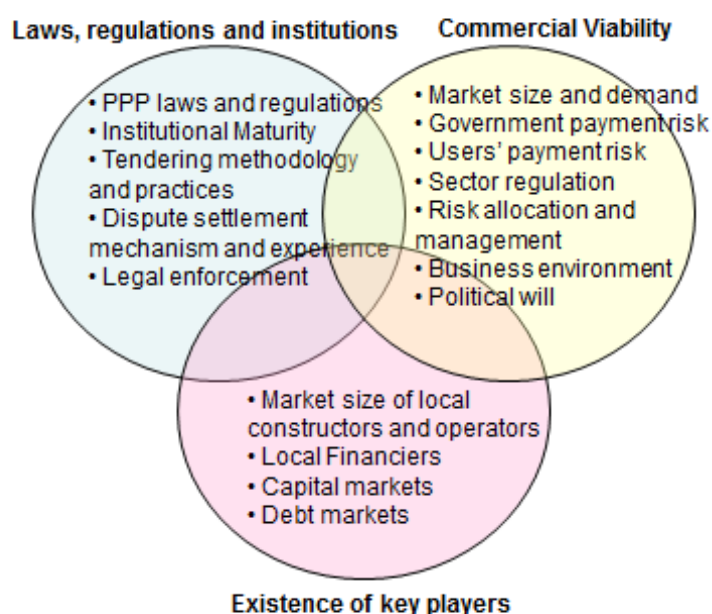 Laws, regulations and institutions
Commercial Viability
• PPP laws and regulations
• Institutional Maturity
• Tendering methodology
and practices
• Dispute settlement
mechanism and experience
• Legal enforcement
• Market size and demand
• Government payment risk
• Users’ payment risk
• Sector regulation
• Risk allocation and
management
• Business environment
• Political will
• Market size of local
constructors and operators
• Local Financiers
• Capital markets
• Debt markets
Existence of key players